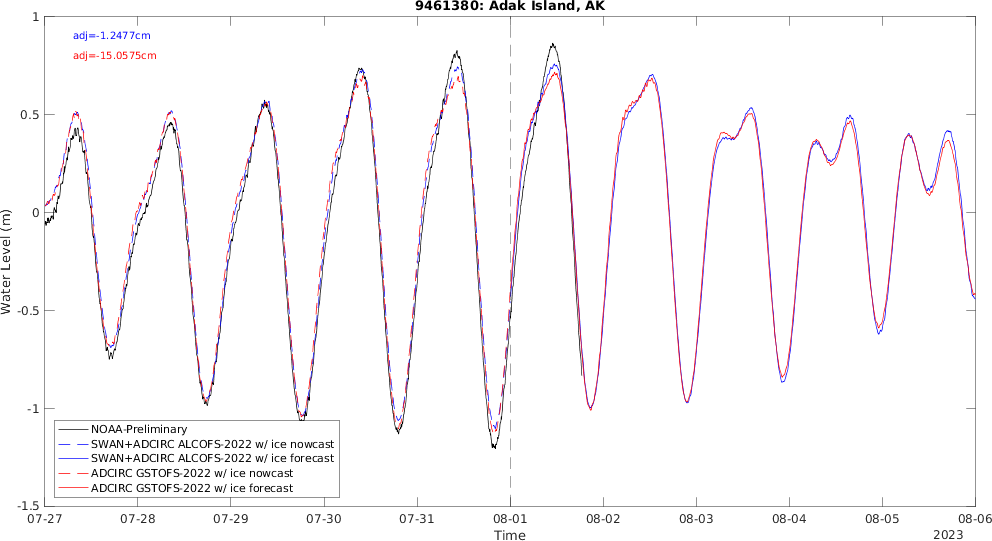 9461380: Adak Island, AK
adj=-1.2477cm
adj=-15.0575cm
Water Level (m)
1
0.5
0
-0.5
-1
-1.5
NOAA-Preliminary
SWAN+ADCIRC ALCOFS-2022 w/ ice nowcast
SWAN+ADCIRC ALCOFS-2022 w/ ice forecast
ADCIRC GSTOFS-2022 w/ ice nowcast
ADCIRC GSTOFS-2022 w/ ice forecast
07-27 07-28 07-29 07-30 07-31 08-01 08-02 08-03 08-04 08-05 08-06
Time
2023